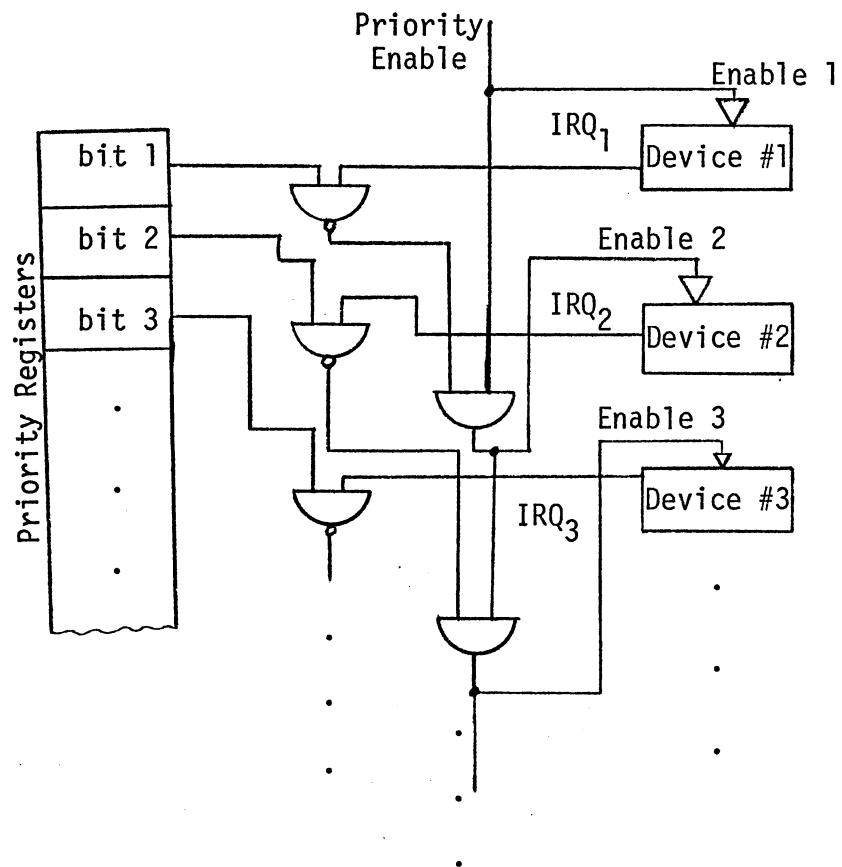 Priority
Enable
Enable 1
IRQ1
Device #1
bit 1
bit 2
bit 3
Priority Registers
Enable 2
IRQ2
Device #2
Enable 3
IRQ3
Device #3